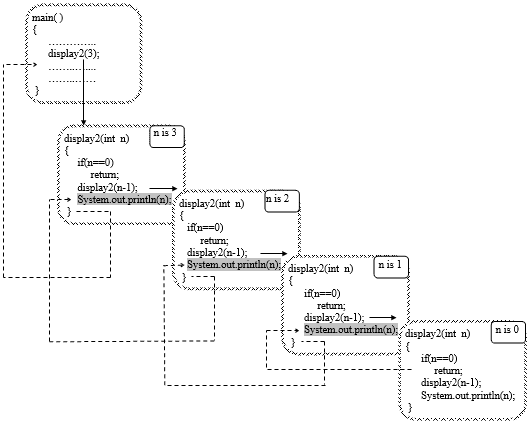 main( )
{
................
display2(3);
................
................
}
n is 3
display2(int n)
{
if(n==0)
return;
display2(n-1);
System.out.println(n);
}
n is 2
display2(int n)
{
if(n==0)
return;
display2(n-1);
System.out.println(n);
}
n is 1
display2(int n)
{
if(n==0)
return;
display2(n-1);
System.out.println(n);
}
n is 0
display2(int n)
{
if(n==0)
return;
display2(n-1);
System.out.println(n);
}